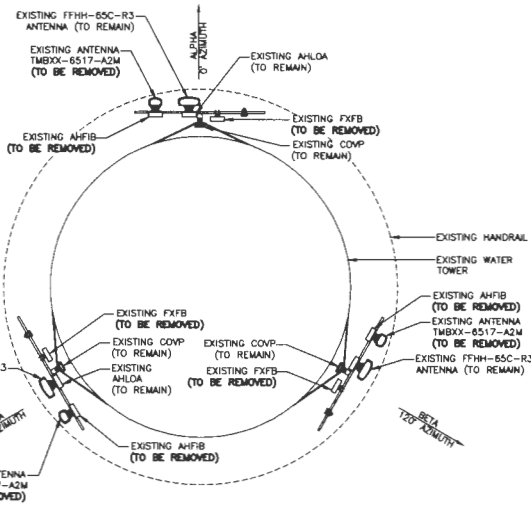 EXISTING FFHH-65C-R3
ANTENNA (TO REMAIN)
ALPHA
0° AZIMUTH
EXISTING ANTENNA
TMBXX-6517-A2M
(TO BE REMOVED)
EXISTING AHLOA
(TO REMAIN)
EXISTING AHFIB
(TO BE REMOVED)
EXISTING FXFB
(TO BE REMOVED)
EXISTING COVP
(TO REMAIN)
EXISTING HANDRAIL
EXISTING WATER
TOWER
EXISTING AHFIB
(TO BE REMOVED)
EXISTING ANTENNA
TMBXX-6517-A2M
(TO BE REMOVED)
EXISTING FFHH-65C-R3
ANTENNA (TO REMAIN)
EXISTING FXFB
(TO BE REMOVED)
EXISTING COVP
(TO REMAIN)
EXISTING
AHLOA
(TO REMAIN)
EXISTING COVP
(TO REMAIN)
EXISTING FXFB
(TO BE REMOVED)
BETA
120° AZIMUTH
EXISTING AHFIB
(TO BE REMOVED)